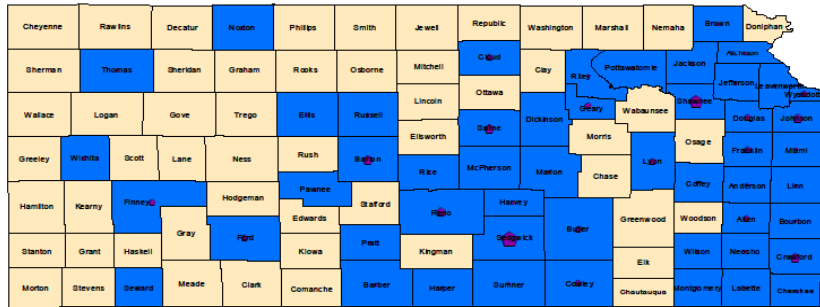 Cheyenne Rawlins Decatur Norton Phillips Smith Jewell Republic Washington Marshall Nemaha Brown Doniphan
Sherman Thomas Sheridan Graham Rooks Osborne Mitchell Cloud Clay Riley Pottawatomie Jackson Atchison
Jefferson Leavenworth Wyandotte
Wallace Logan Gove Trego Ellis Russell Lincoln Ottawa Dickinson Geary Wabaunsee Shawnee Douglas Johnson
Ellsworth Saline Morris Osage Franklin Miami
Greeley Wichita Scott Lane Ness Rush Barton Rice McPherson Marion Chase Lyon Coffey Anderson Linn
Hamilton Kearny Finney Hodgeman Pawnee Stafford Reno Harvey
Gray Ford Edwards Sedgwick Butler Greenwood Woodson Allen Bourbon
Stanton Grant Haskell Kiowa Pratt Kingman Elk Wilson Neosho Crawford
Morton Stevens Seward Meade Clark Comanche Barber Harper Sumner Cowley Chautauqua Montgomery Labette Cherokee